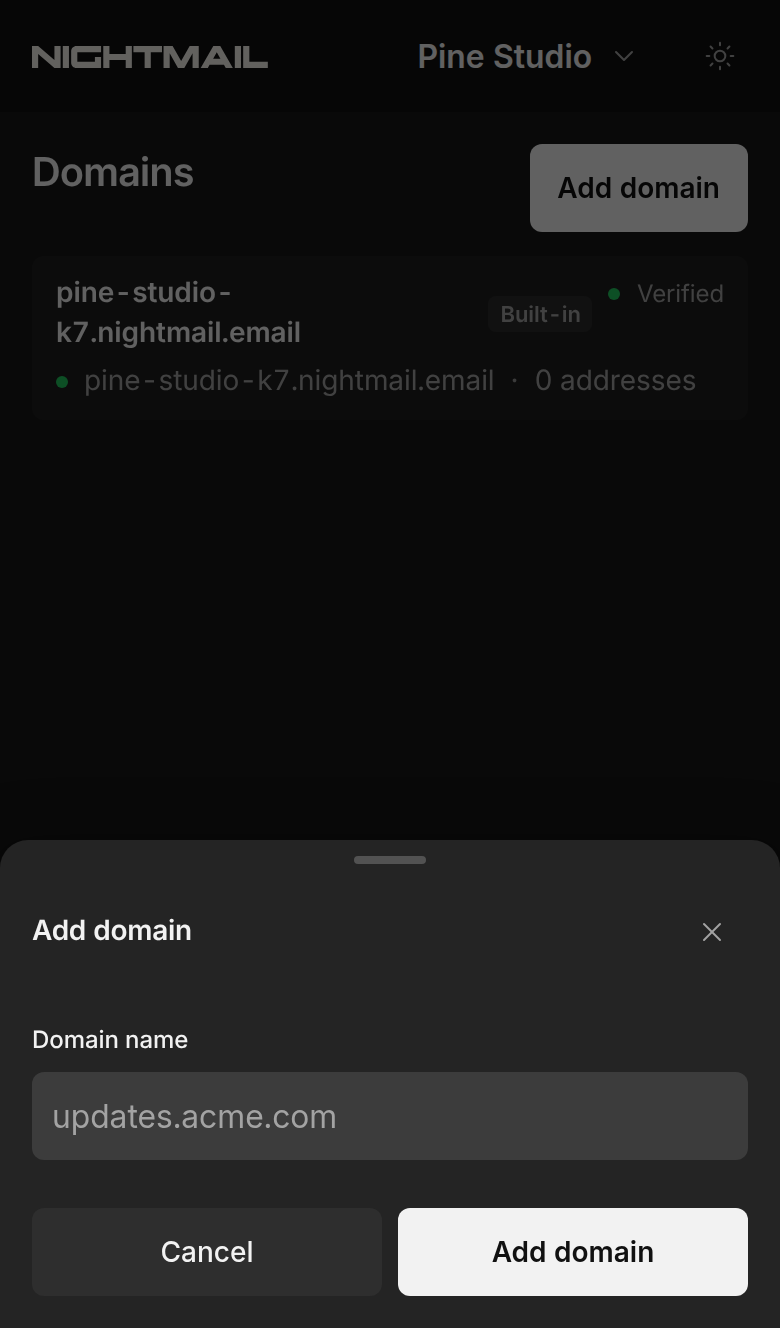 NIGHTMAIL
Pine Studio
Domains
Add domain
pine-studio-
k7.nightmail.email
Built-in
Verified
pine-studio-k7.nightmail.email · 0 addresses
Add domain
Domain name
updates.acme.com
Cancel
Add domain